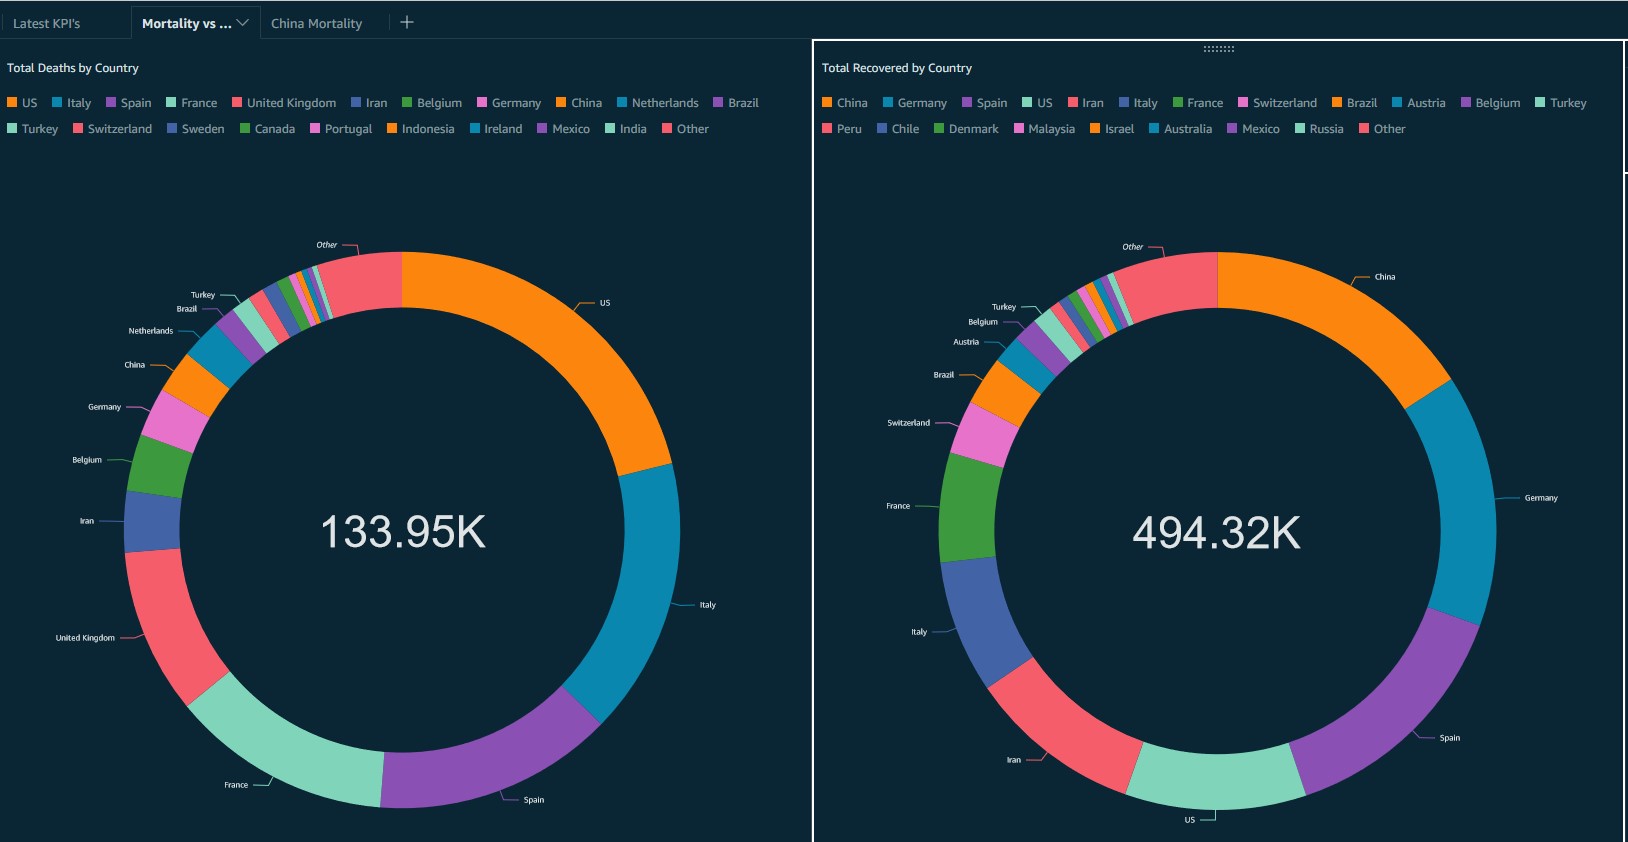 Latest KPI's Mortality vs ... China Mortality +
Total Deaths by Country
US Italy Spain France United Kingdom Iran Belgium Germany China Netherlands Brazil
Turkey Switzerland Sweden Canada Portugal Indonesia Ireland Mexico India Other
Other
US
Turkey
Brazil
Netherlands
China
Germany
Belgium
Iran
133.95K
Italy
United Kingdom
France
Spain
Total Recovered by Country
China Germany Spain US Iran Italy France Switzerland Brazil Austria Belgium Turkey
Peru Chile Denmark Malaysia Israel Australia Mexico Russia Other
Other
China
Turkey
Belgium
Austria
Brazil
Switzerland
Germany
France
494.32K
Italy
Spain
Iran
US